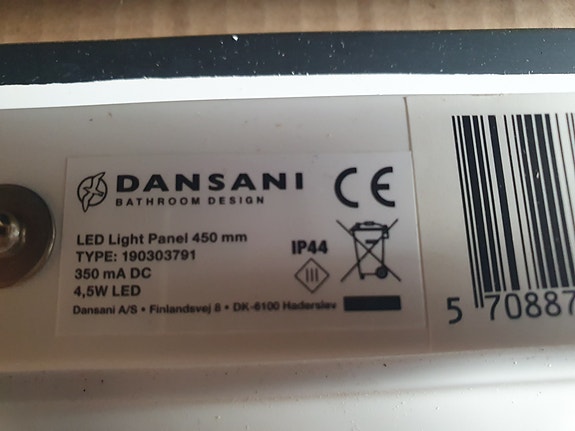 DANSANI
BATHROOM DESIGN
CE
LED Light Panel 450 mm
TYPE: 190303791
350 mA DC
4,5W LED
IP44
III
Dansani A/S • Finlandsvej 8 • DK-6100 Haderslev
5 70887